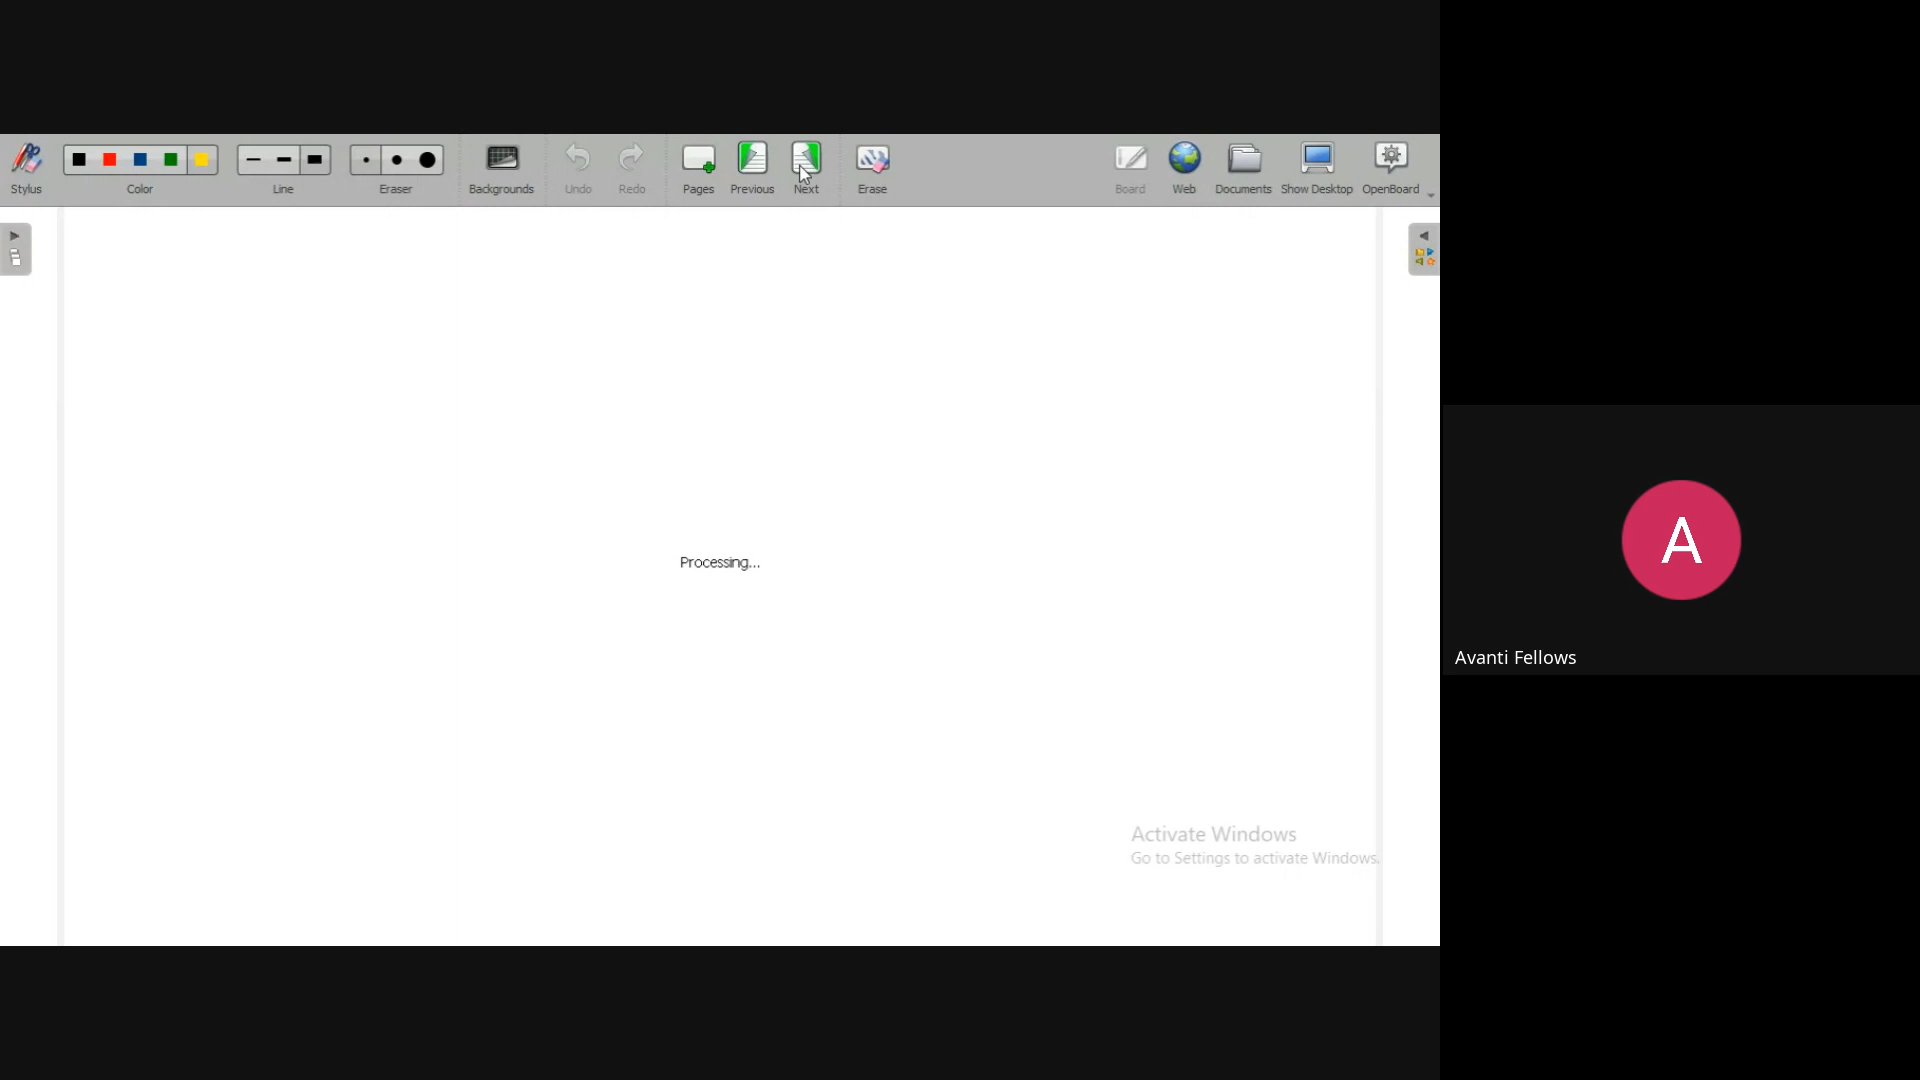 Stylus Color Line Eraser Backgrounds Undo Redo Pages Previous Next Erase Board Web Documents Show Desktop OpenBoard
Processing...
A
Avanti Fellows
Activate Windows
Go to Settings to activate Windows.